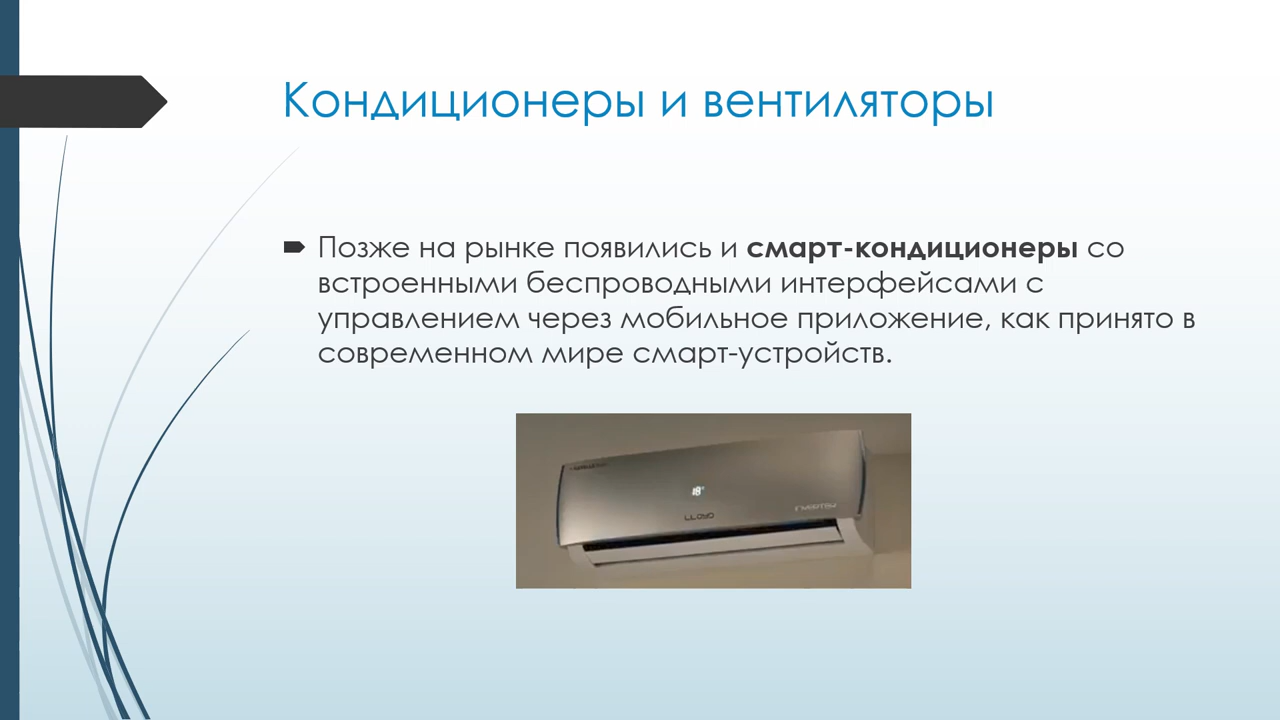 Кондиционеры и вентиляторы
Позже на рынке появились и смарт-кондиционеры со
встроенными беспроводными интерфейсами с
управлением через мобильное приложение, как принято в
современном мире смарт-устройств.
18°
LLOYD
INVERTER